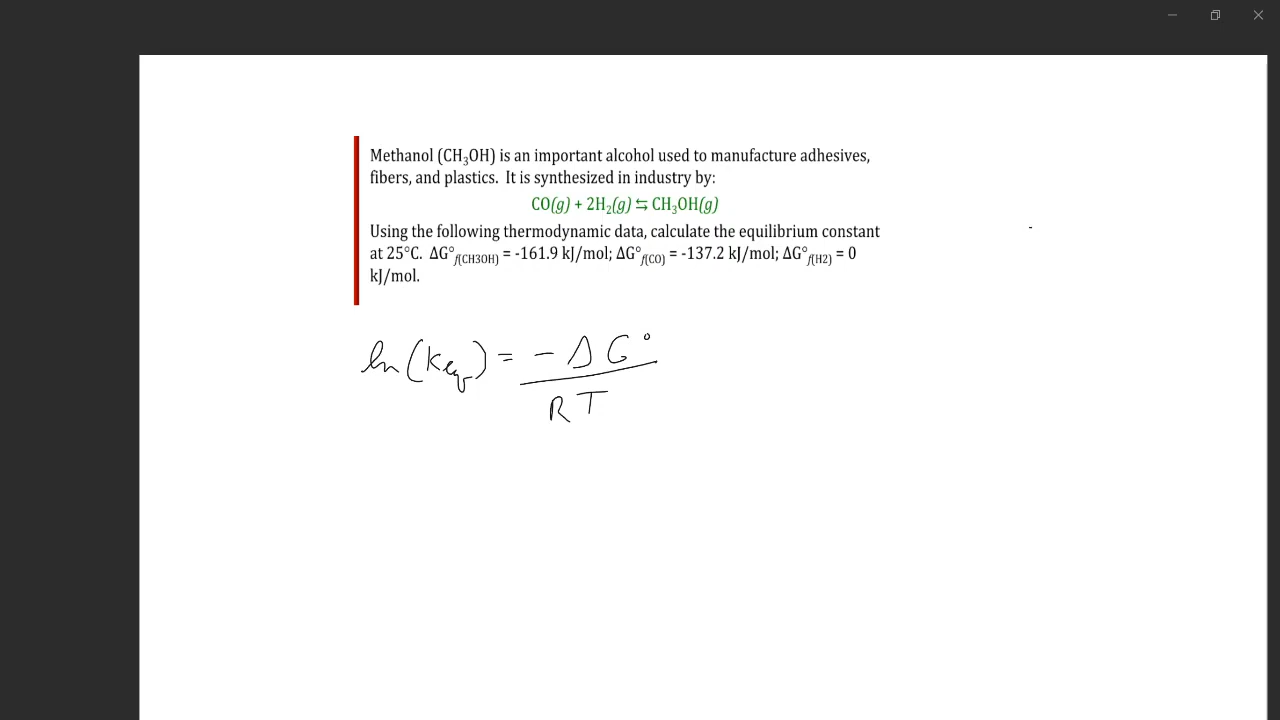 Methanol (CH₃OH) is an important alcohol used to manufacture adhesives,
fibers, and plastics. It is synthesized in industry by:
CO(g) + 2H₂(g) ⇆ CH₃OH(g)
Using the following thermodynamic data, calculate the equilibrium constant
at 25°C. ΔG°f(CH3OH) = -161.9 kJ/mol; ΔG°f(CO) = -137.2 kJ/mol; ΔG°f(H2) = 0
kJ/mol.
ln(Keq) = -ΔG°
RT